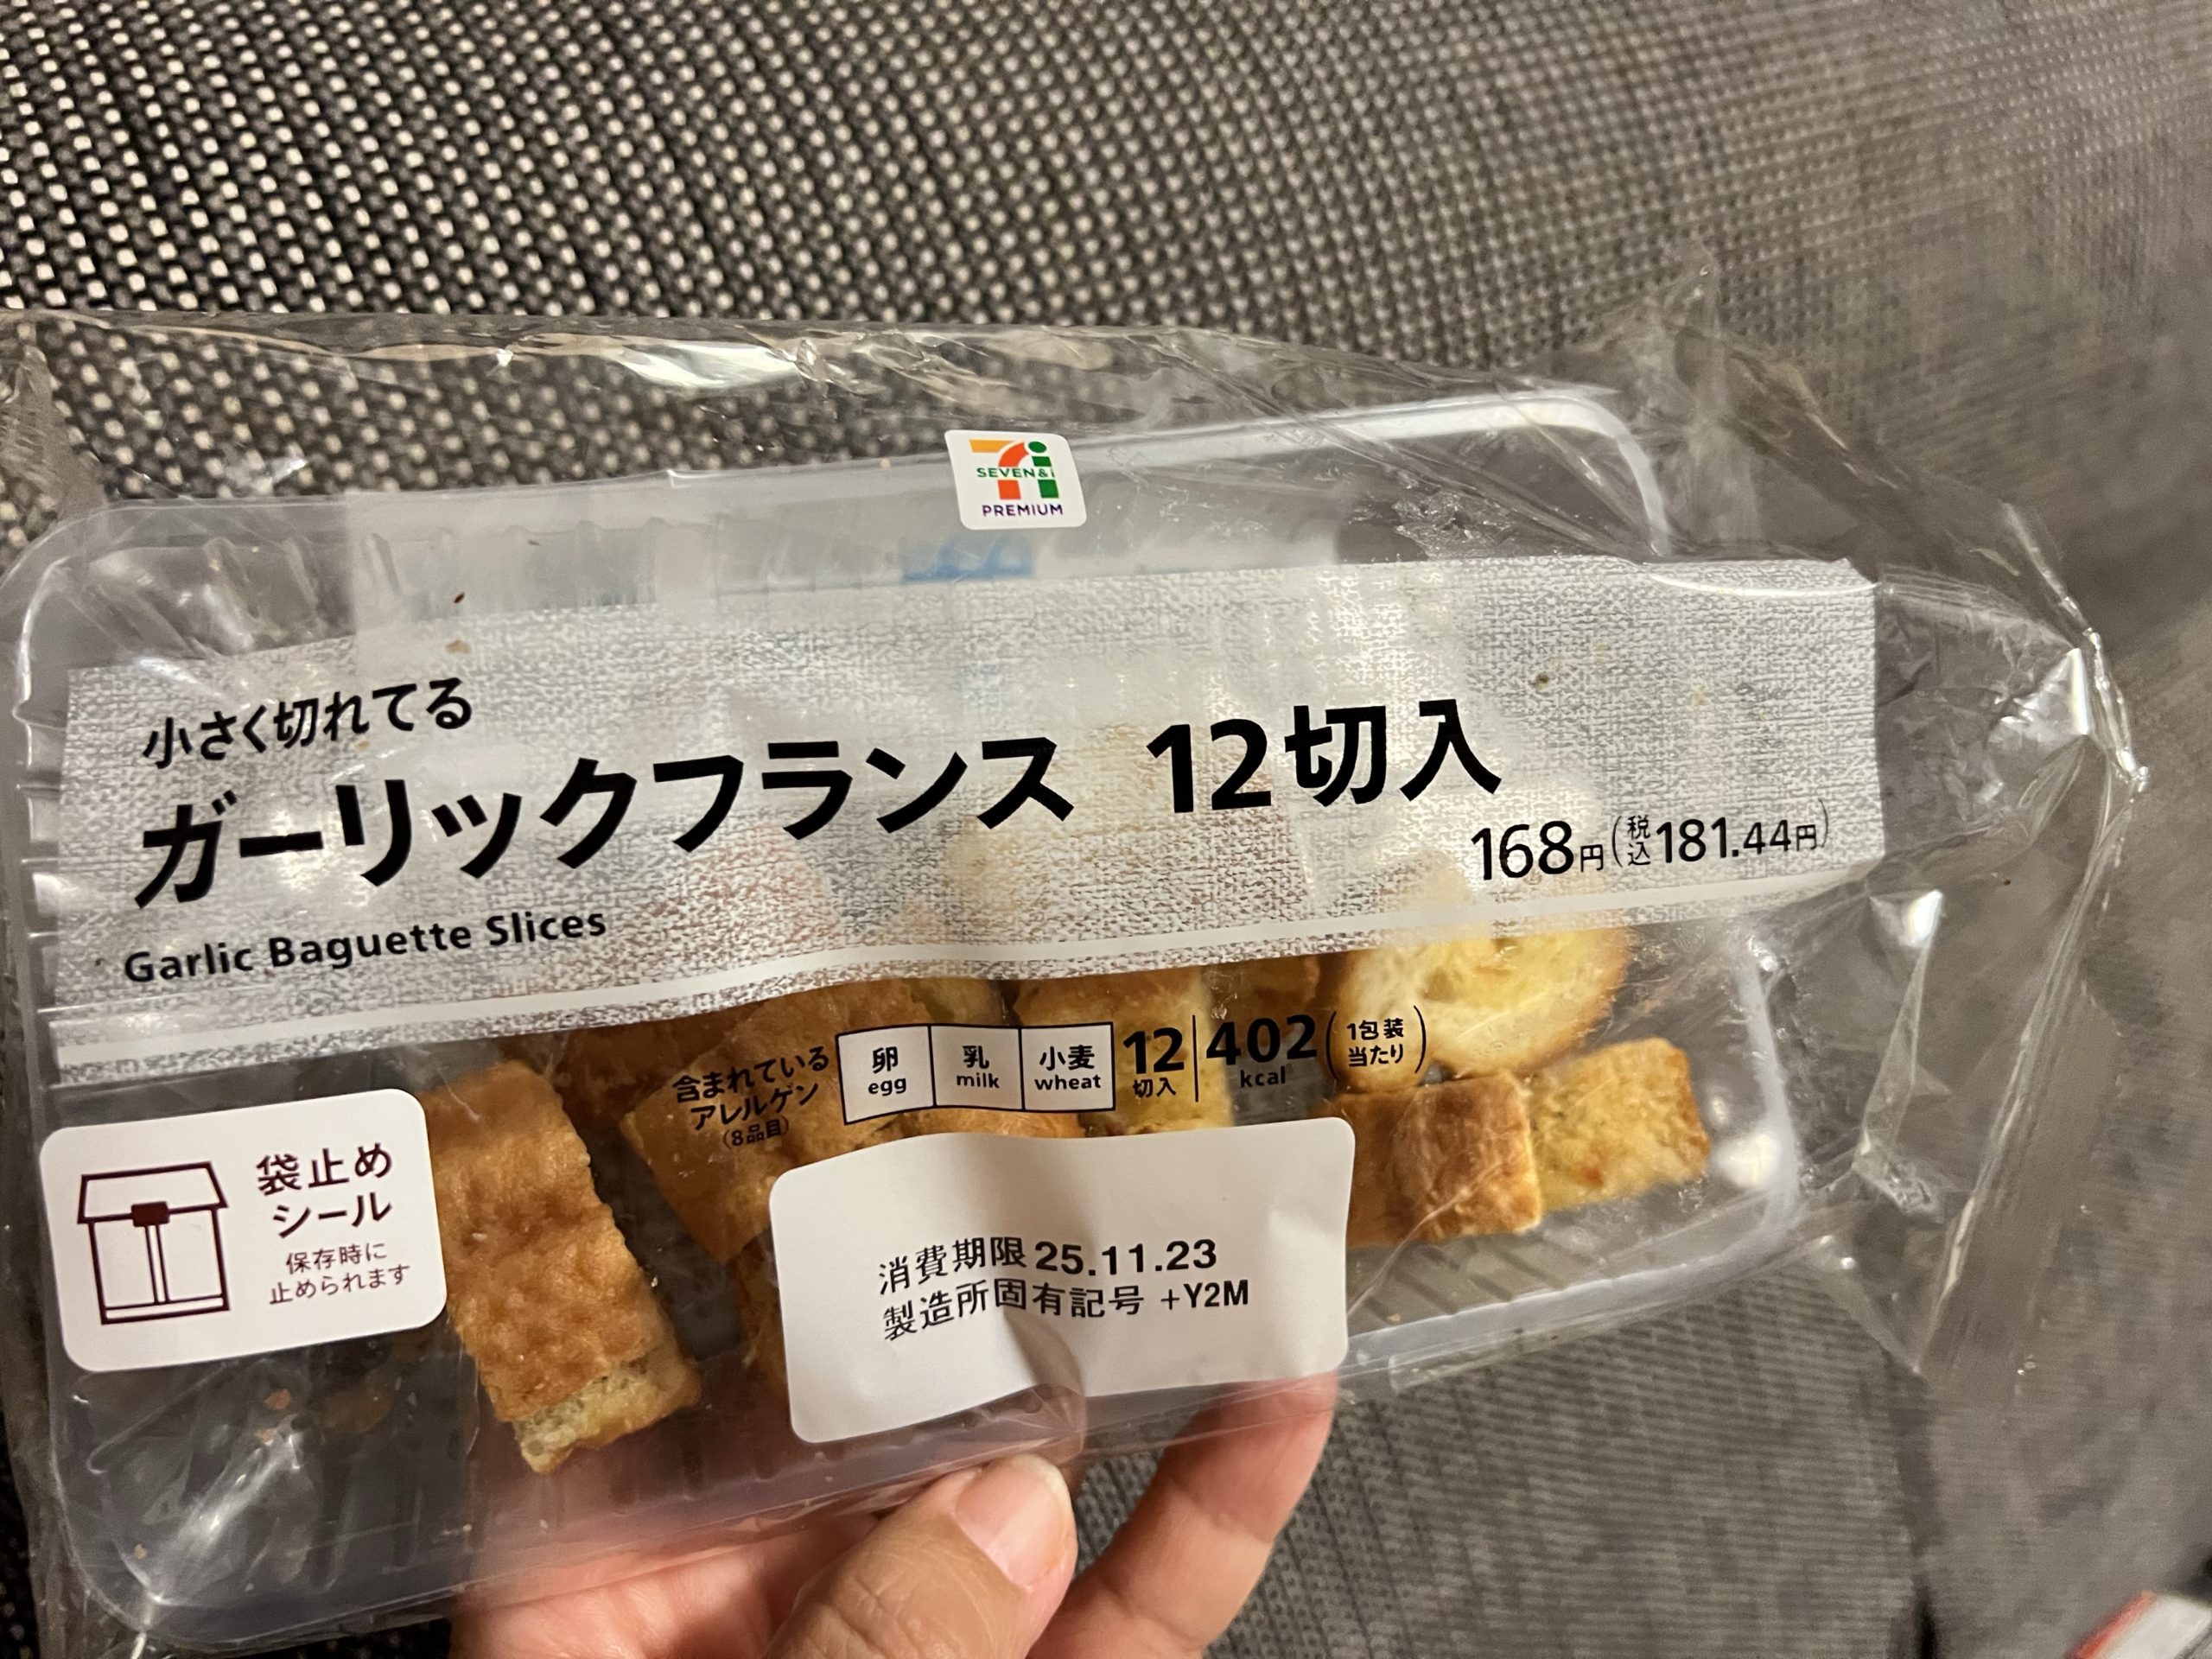 SEVEN&i
PREMIUM
小さく切れてる
ガーリックフランス 12切入
168円(税込181.44円)
Garlic Baguette Slices
含まれている
アレルゲン
(8品目)
卵
egg
乳
milk
小麦
wheat
12
切入
402
kcal
(1包装
当たり)
袋止め
シール
保存時に
止められます
消費期限 25.11.23
製造所固有記号 +Y2M